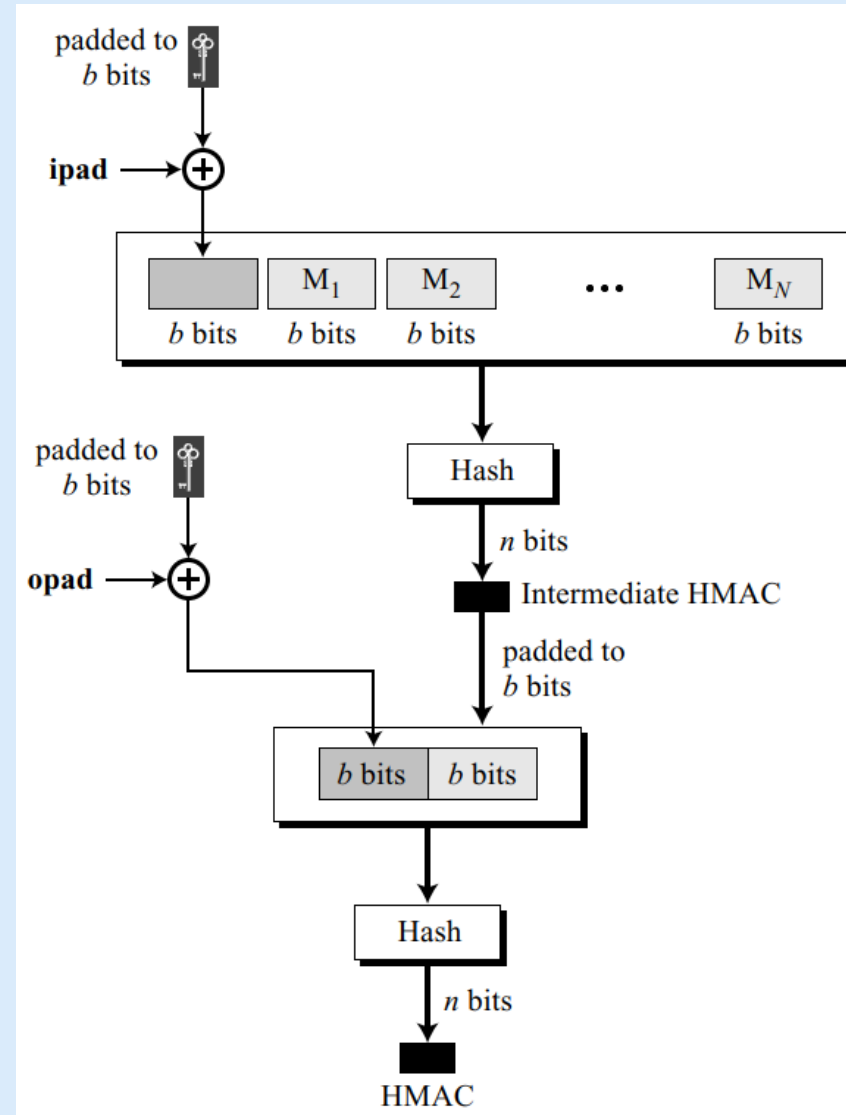 padded to
b bits
ipad
M1 M2 ... MN
b bits b bits b bits b bits
Hash
padded to
b bits
n bits
opad
Intermediate HMAC
padded to
b bits
b bits b bits
Hash
n bits
HMAC